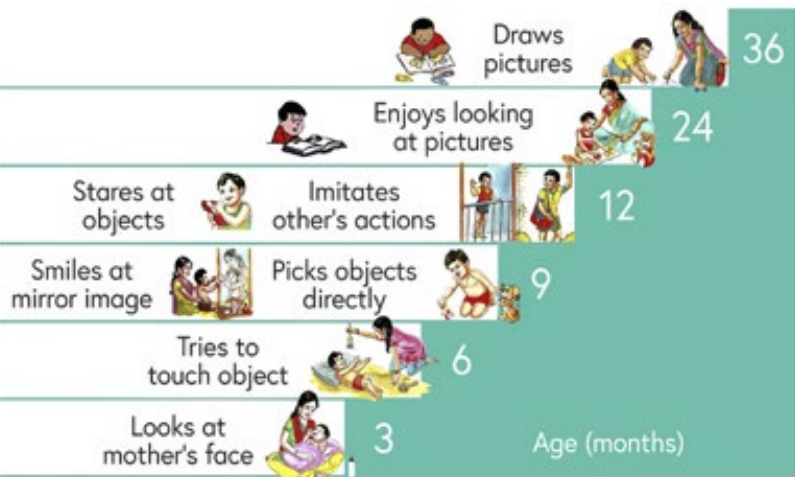 Draws
pictures
36
Enjoys looking
at pictures
24
Stares at
objects
Imitates
other's actions
12
Smiles at
mirror image
Picks objects
directly
9
Tries to
touch object
6
Looks at
mother's face
3
Age (months)